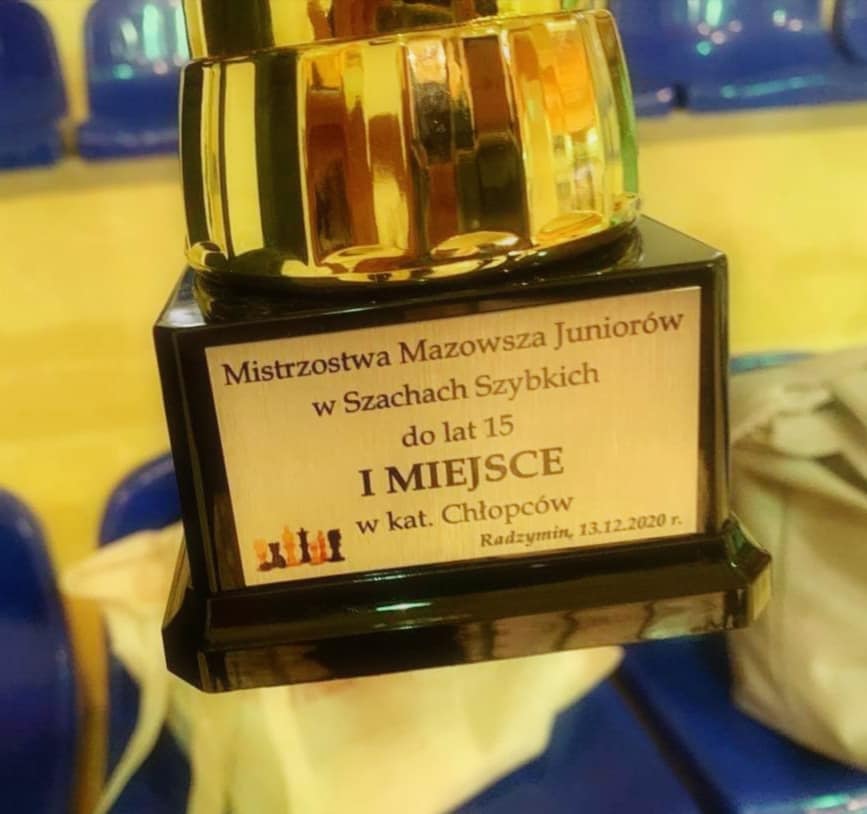 Mistrzostwa Mazowsza Juniorów
w Szachach Szybkich
do lat 15
I MIEJSCE
w kat. Chłopców
Radzymin, 13.12.2020 r.